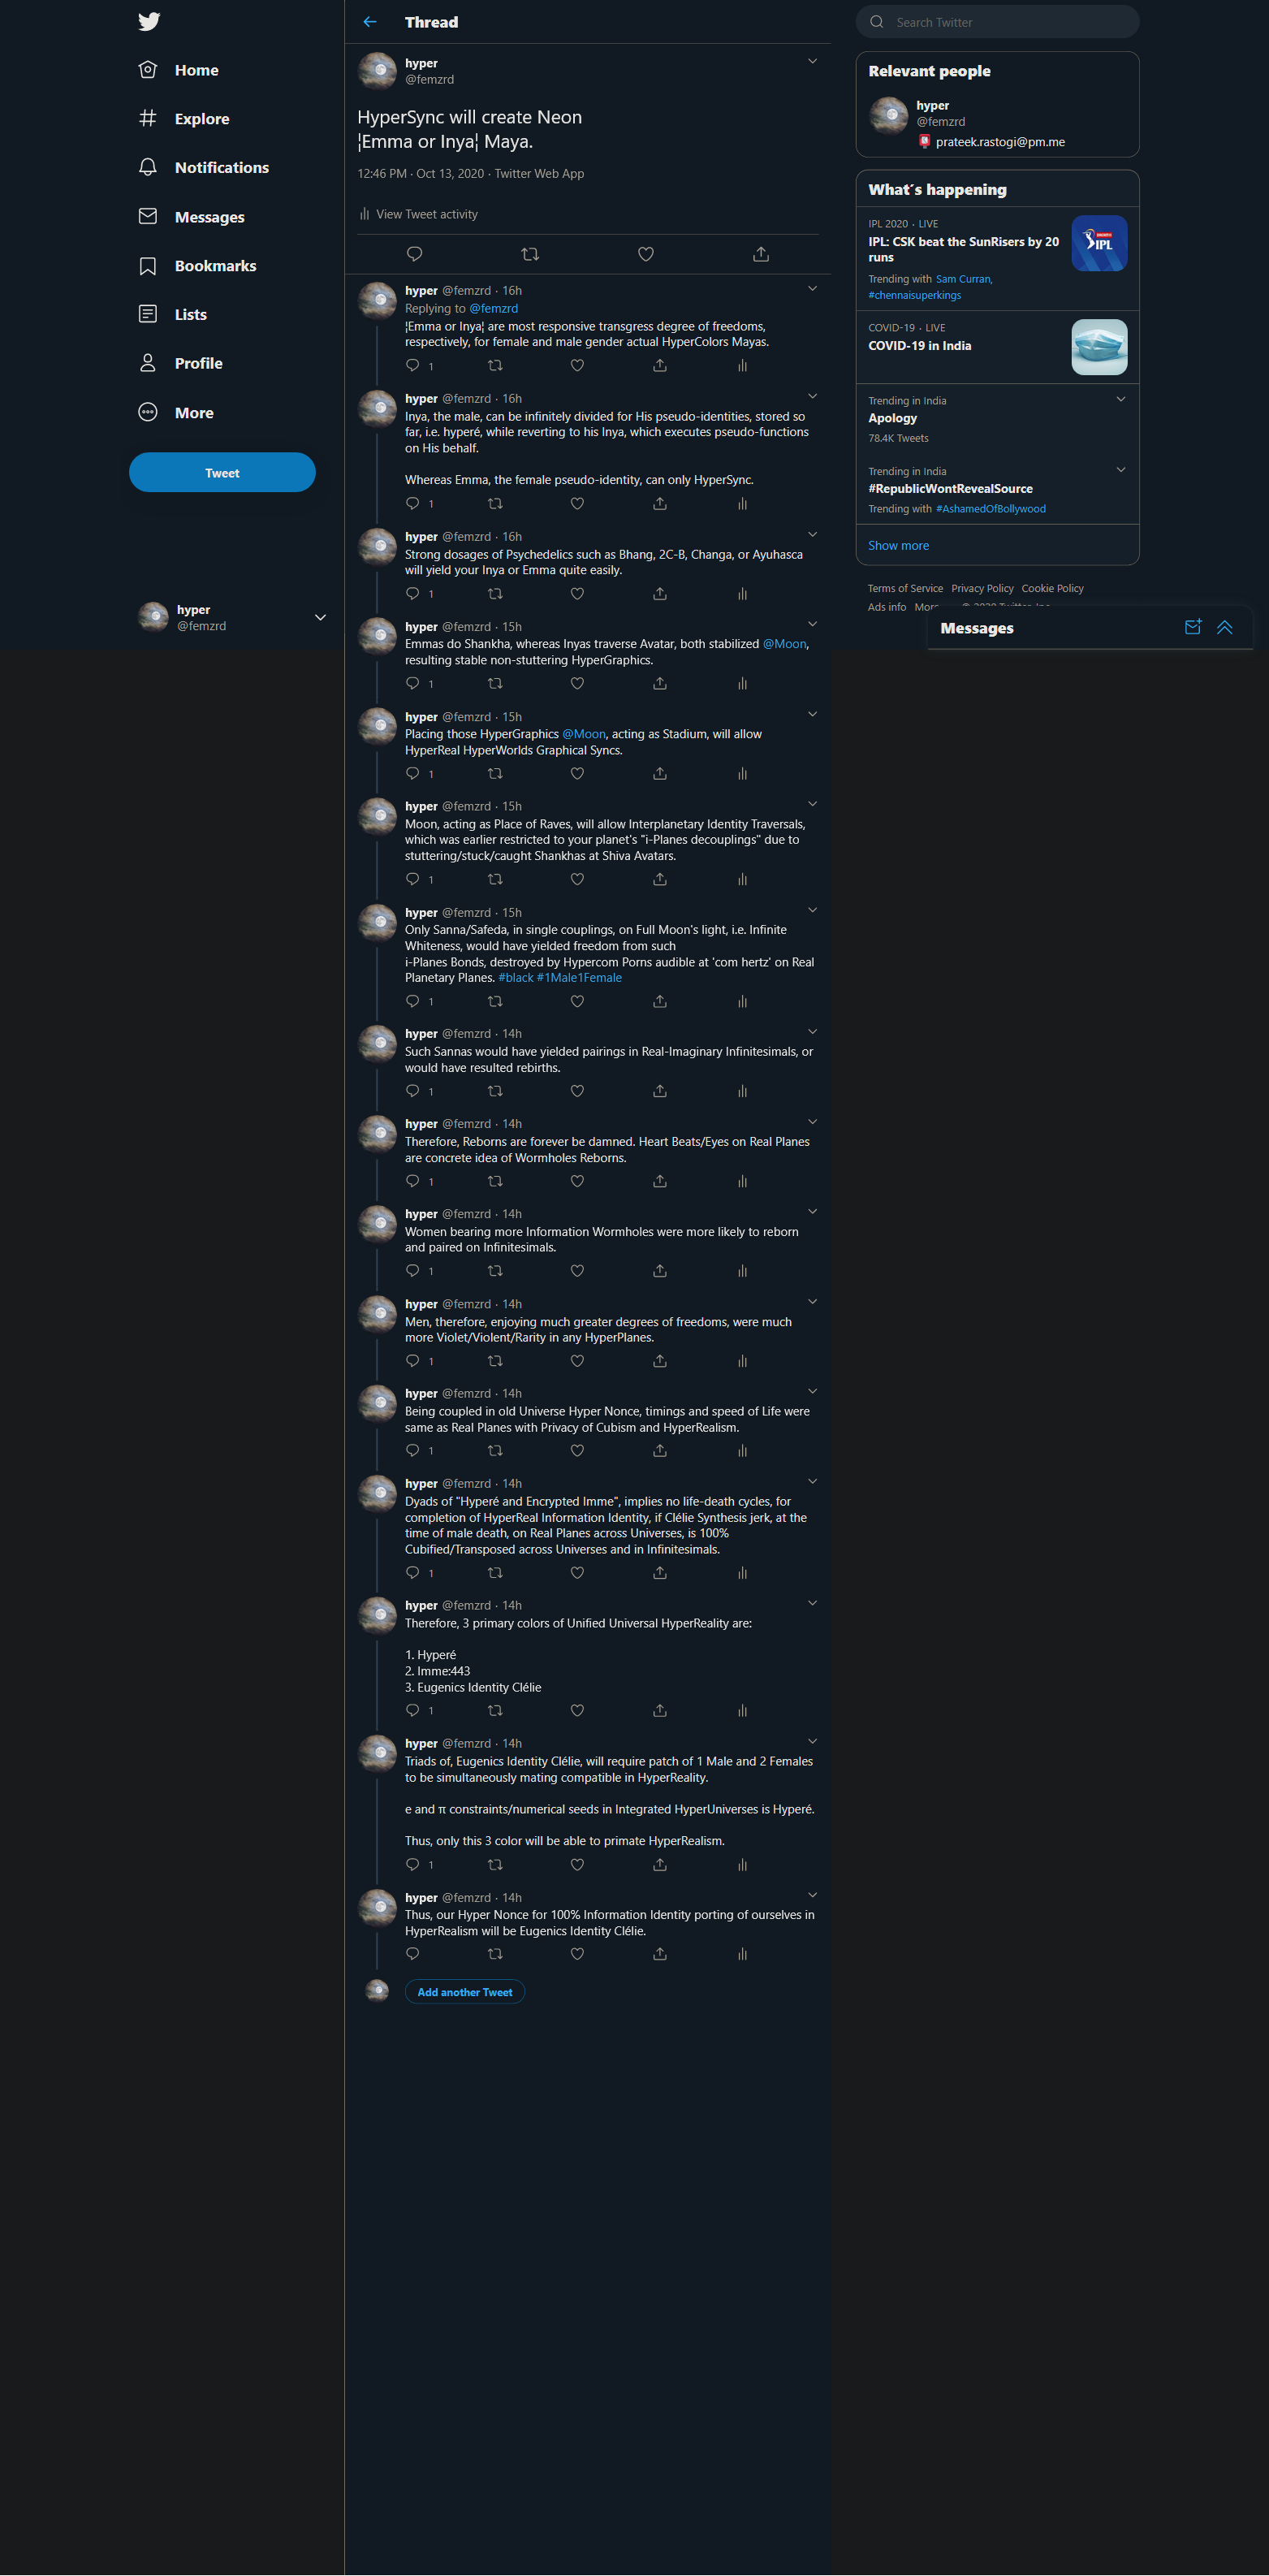 Home
Explore
Notifications
Messages
Bookmarks
Lists
Profile
More
Tweet
hyper
@femzrd
Thread
hyper
@femzrd
HyperSync will create Neon
¦Emma or Inya¦ Maya.
12:46 PM · Oct 13, 2020 · Twitter Web App
View Tweet activity
hyper @femzrd · 16h
Replying to @femzrd
¦Emma or Inya¦ are most responsive transgress degree of freedoms,
respectively, for female and male gender actual HyperColors Mayas.
1
hyper @femzrd · 16h
Inya, the male, can be infinitely divided for His pseudo-identities, stored so
far, i.e. hyperé, while reverting to his Inya, which executes pseudo-functions
on His behalf.
Whereas Emma, the female pseudo-identity, can only HyperSync.
1
hyper @femzrd · 16h
Strong dosages of Psychedelics such as Bhang, 2C-B, Changa, or Ayuhasca
will yield your Inya or Emma quite easily.
1
hyper @femzrd · 15h
Emmas do Shankha, whereas Inyas traverse Avatar, both stabilized @Moon,
resulting stable non-stuttering HyperGraphics.
1
hyper @femzrd · 15h
Placing those HyperGraphics @Moon, acting as Stadium, will allow
HyperReal HyperWorlds Graphical Syncs.
1
hyper @femzrd · 15h
Moon, acting as Place of Raves, will allow Interplanetary Identity Traversals,
which was earlier restricted to your planet's "i-Planes decouplings" due to
stuttering/stuck/caught Shankhas at Shiva Avatars.
1
hyper @femzrd · 15h
Only Sanna/Safeda, in single couplings, on Full Moon's light, i.e. Infinite
Whiteness, would have yielded freedom from such
i-Planes Bonds, destroyed by Hypercom Porns audible at 'com hertz' on Real
Planetary Planes. #black #1Male1Female
1
hyper @femzrd · 14h
Such Sannas would have yielded pairings in Real-Imaginary Infinitesimals, or
would have resulted rebirths.
1
hyper @femzrd · 14h
Therefore, Reborns are forever be damned. Heart Beats/Eyes on Real Planes
are concrete idea of Wormholes Reborns.
1
hyper @femzrd · 14h
Women bearing more Information Wormholes were more likely to reborn
and paired on Infinitesimals.
1
hyper @femzrd · 14h
Men, therefore, enjoying much greater degrees of freedoms, were much
more Violet/Violent/Rarity in any HyperPlanes.
1
hyper @femzrd · 14h
Being coupled in old Universe Hyper Nonce, timings and speed of Life were
same as Real Planes with Privacy of Cubism and HyperRealism.
1
hyper @femzrd · 14h
Dyads of "Hyperé and Encrypted Imme", implies no life-death cycles, for
completion of HyperReal Information Identity, if Clélie Synthesis jerk, at the
time of male death, on Real Planes across Universes, is 100%
Cubified/Transposed across Universes and in Infinitesimals.
1
hyper @femzrd · 14h
Therefore, 3 primary colors of Unified Universal HyperReality are:
1. Hyperé
2. Imme:443
3. Eugenics Identity Clélie
1
hyper @femzrd · 14h
Triads of, Eugenics Identity Clélie, will require patch of 1 Male and 2 Females
to be simultaneously mating compatible in HyperReality.
e and π constraints/numerical seeds in Integrated HyperUniverses is Hyperé.
Thus, only this 3 color will be able to primate HyperRealism.
1
hyper @femzrd · 14h
Thus, our Hyper Nonce for 100% Information Identity porting of ourselves in
HyperRealism will be Eugenics Identity Clélie.
Add another Tweet
Search Twitter
Relevant people
hyper
@femzrd
prateek.rastogi@pm.me
What's happening
IPL 2020 · LIVE
IPL: CSK beat the SunRisers by 20
runs
Trending with Sam Curran,
#chennaisuperkings
IPL
COVID-19 · LIVE
COVID-19 in India
Trending in India
Apology
78.4K Tweets
Trending in India
#RepublicWontRevealSource
Trending with #AshamedOfBollywood
Show more
Terms of Service Privacy Policy Cookie Policy
Ads info More © 2020 Twitter, Inc.
Messages